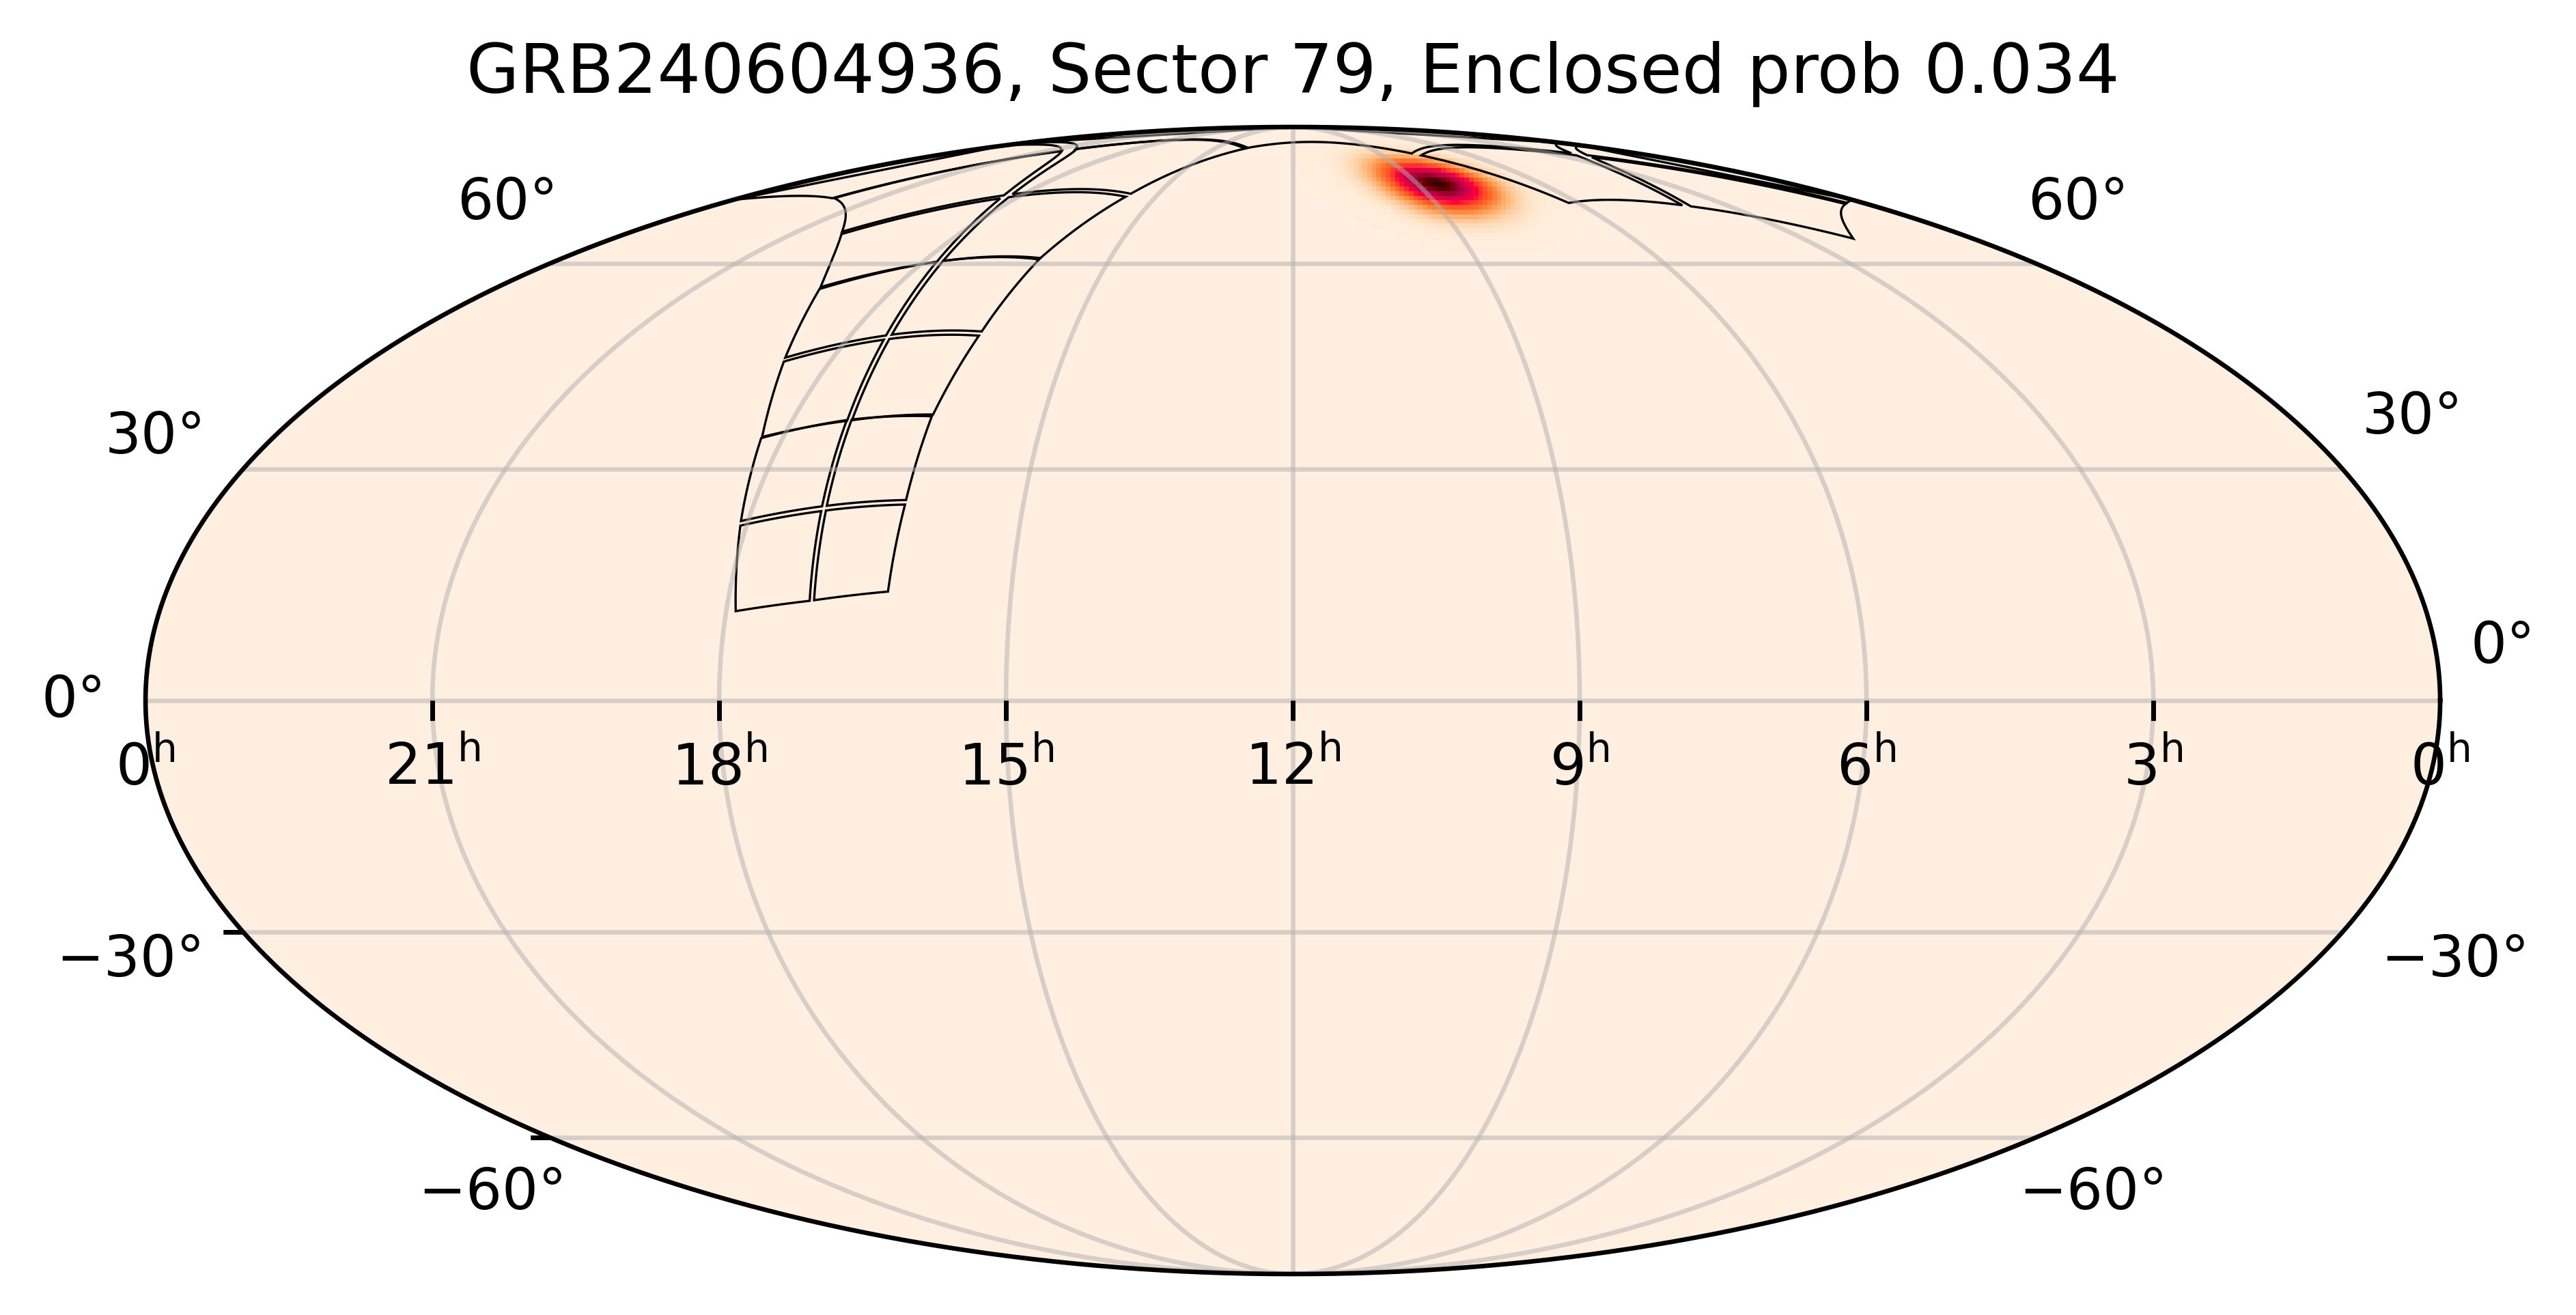 GRB240604936, Sector 79, Enclosed prob 0.034
60° 60°
30° 30°
0° 0°
0ʰ 21ʰ 18ʰ 15ʰ 12ʰ 9ʰ 6ʰ 3ʰ 0ʰ
−30° −30°
−60° −60°